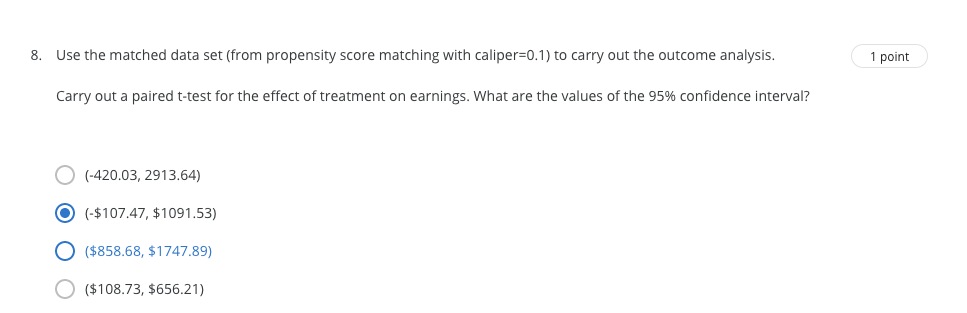 8. Use the matched data set (from propensity score matching with caliper=0.1) to carry out the outcome analysis.
1 point
Carry out a paired t-test for the effect of treatment on earnings. What are the values of the 95% confidence interval?
(-420.03, 2913.64)
(-$107.47, $1091.53)
($858.68, $1747.89)
($108.73, $656.21)